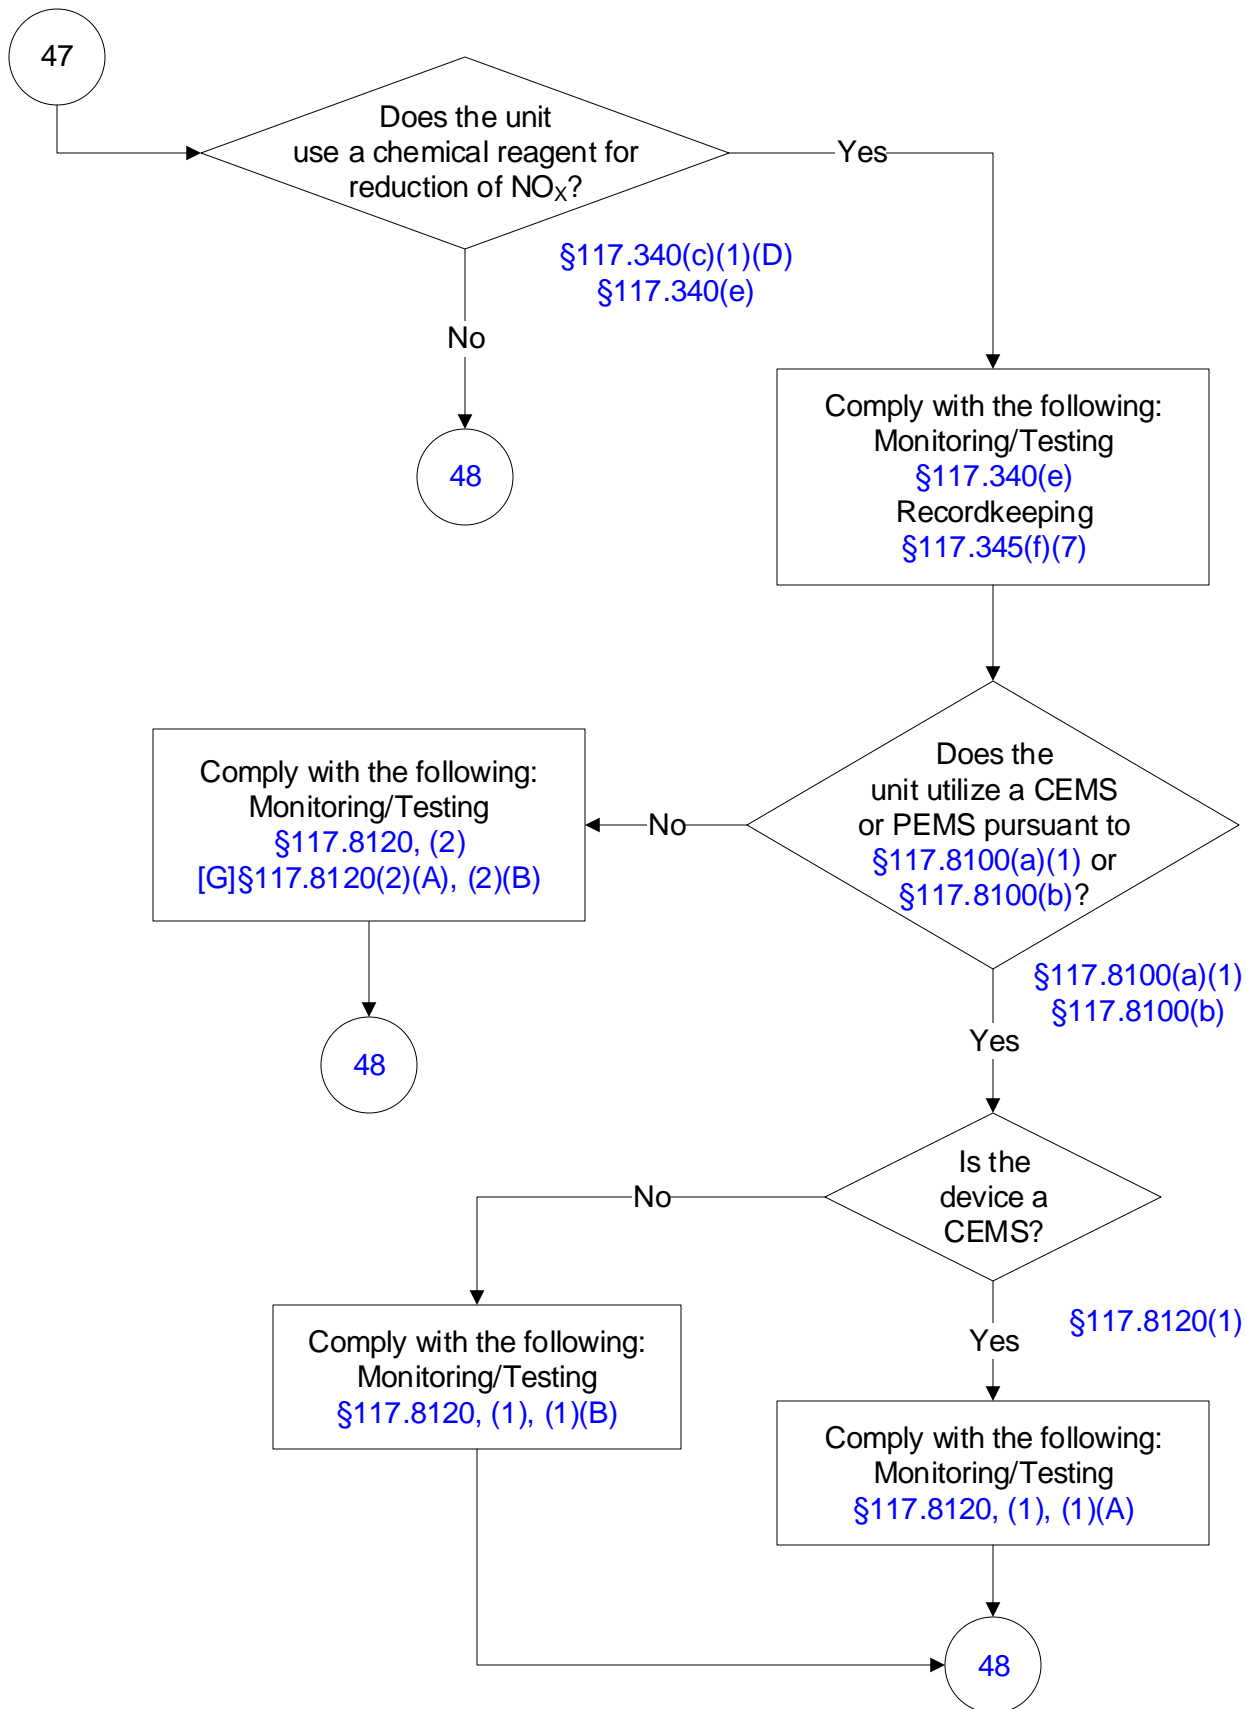 47
Does the unit
use a chemical reagent for
reduction of NOX?
Yes
§117.340(c)(1)(D)
§117.340(e)
No
48
Comply with the following:
Monitoring/Testing
§117.340(e)
Recordkeeping
§117.345(f)(7)
Does the
unit utilize a CEMS
or PEMS pursuant to
§117.8100(a)(1) or
§117.8100(b)?
No
Comply with the following:
Monitoring/Testing
§117.8120, (2)
[G]§117.8120(2)(A), (2)(B)
48
§117.8100(a)(1)
§117.8100(b)
Yes
Is the
device a
CEMS?
No
Comply with the following:
Monitoring/Testing
§117.8120, (1), (1)(B)
§117.8120(1)
Yes
Comply with the following:
Monitoring/Testing
§117.8120, (1), (1)(A)
48